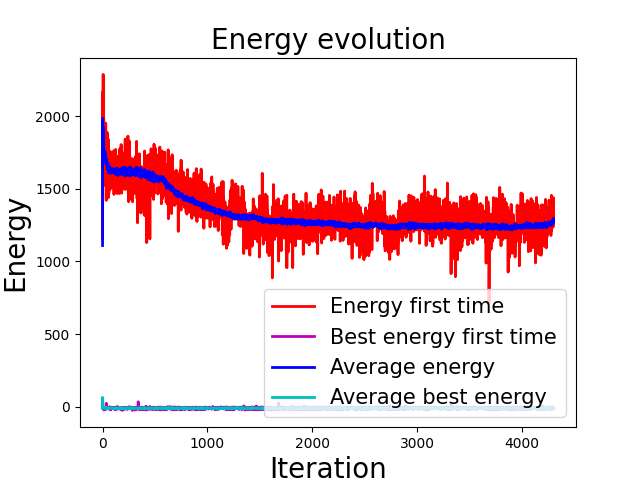 Energy evolution
Energy
2000
1500
1000
500
0
0 1000 2000 3000 4000
Iteration
Energy first time
Best energy first time
Average energy
Average best energy